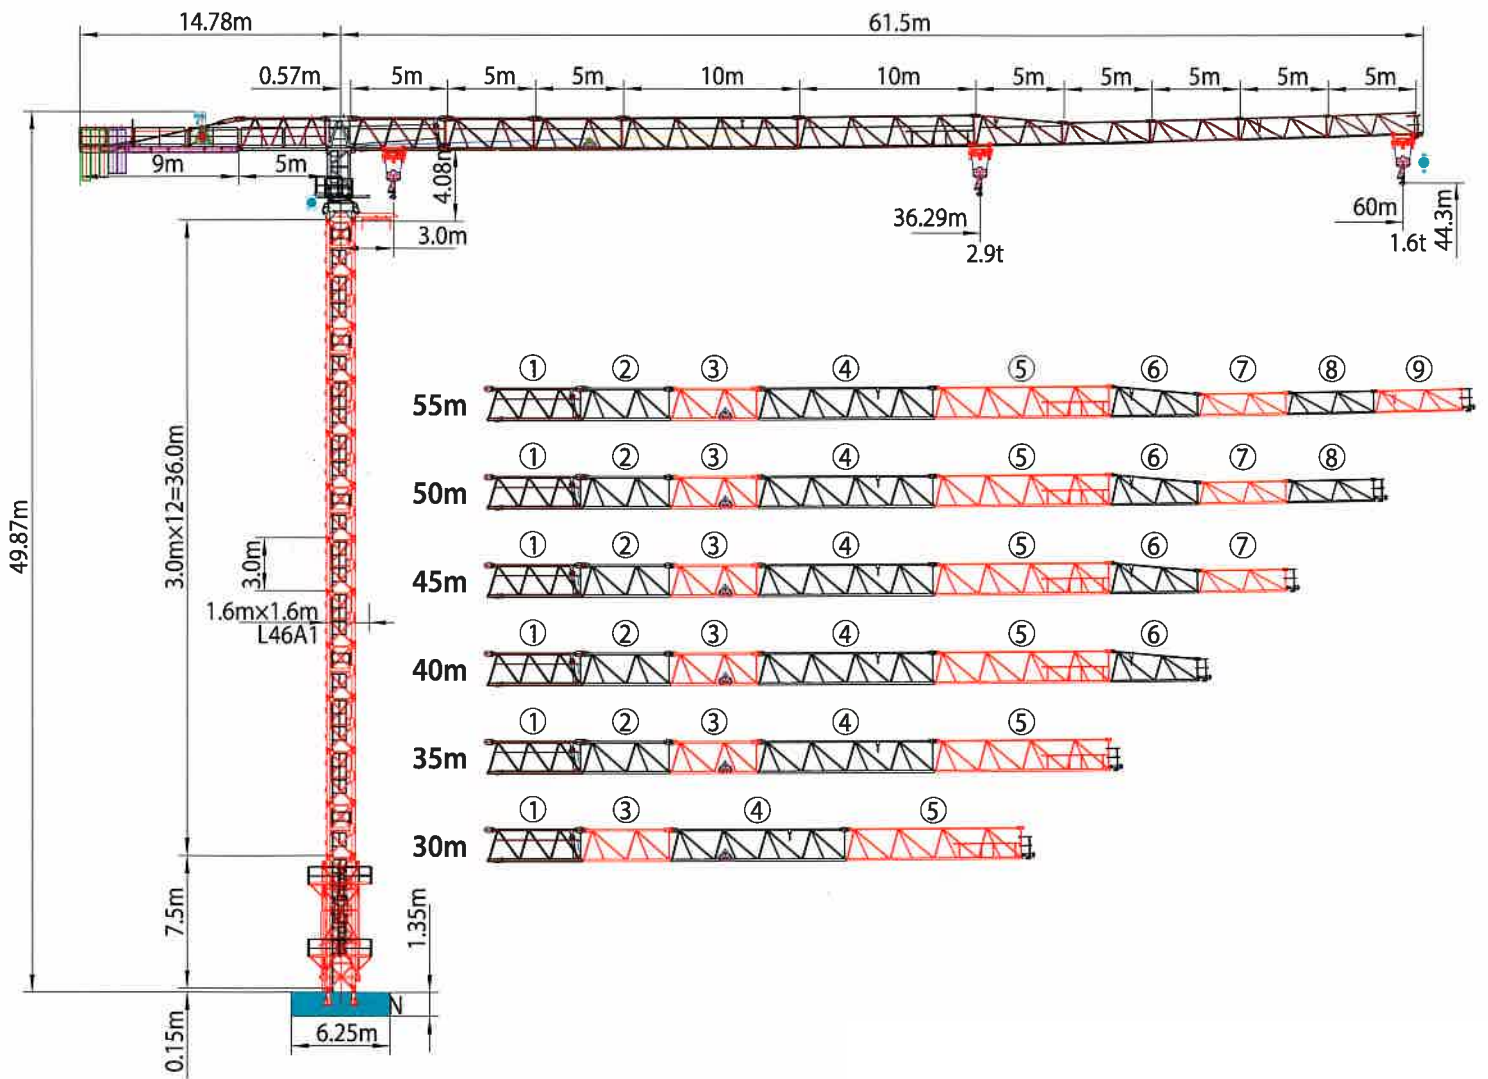 14.78m
61.5m
0.57m
5m
5m
5m
10m
10m
5m
5m
5m
5m
5m
9m
5m
4.08m
3.0m
36.29m
2.9t
60m
1.6t
44.3m
49.87m
3.0m×12=36.0m
3.0m
1.6m×1.6m
L46A1
7.5m
0.15m
1.35m
N
6.25m
① ② ③ ④ ⑤ ⑥ ⑦ ⑧ ⑨
55m
① ② ③ ④ ⑤ ⑥ ⑦ ⑧
50m
① ② ③ ④ ⑤ ⑥ ⑦
45m
① ② ③ ④ ⑤ ⑥
40m
① ② ③ ④ ⑤
35m
① ③ ④ ⑤
30m